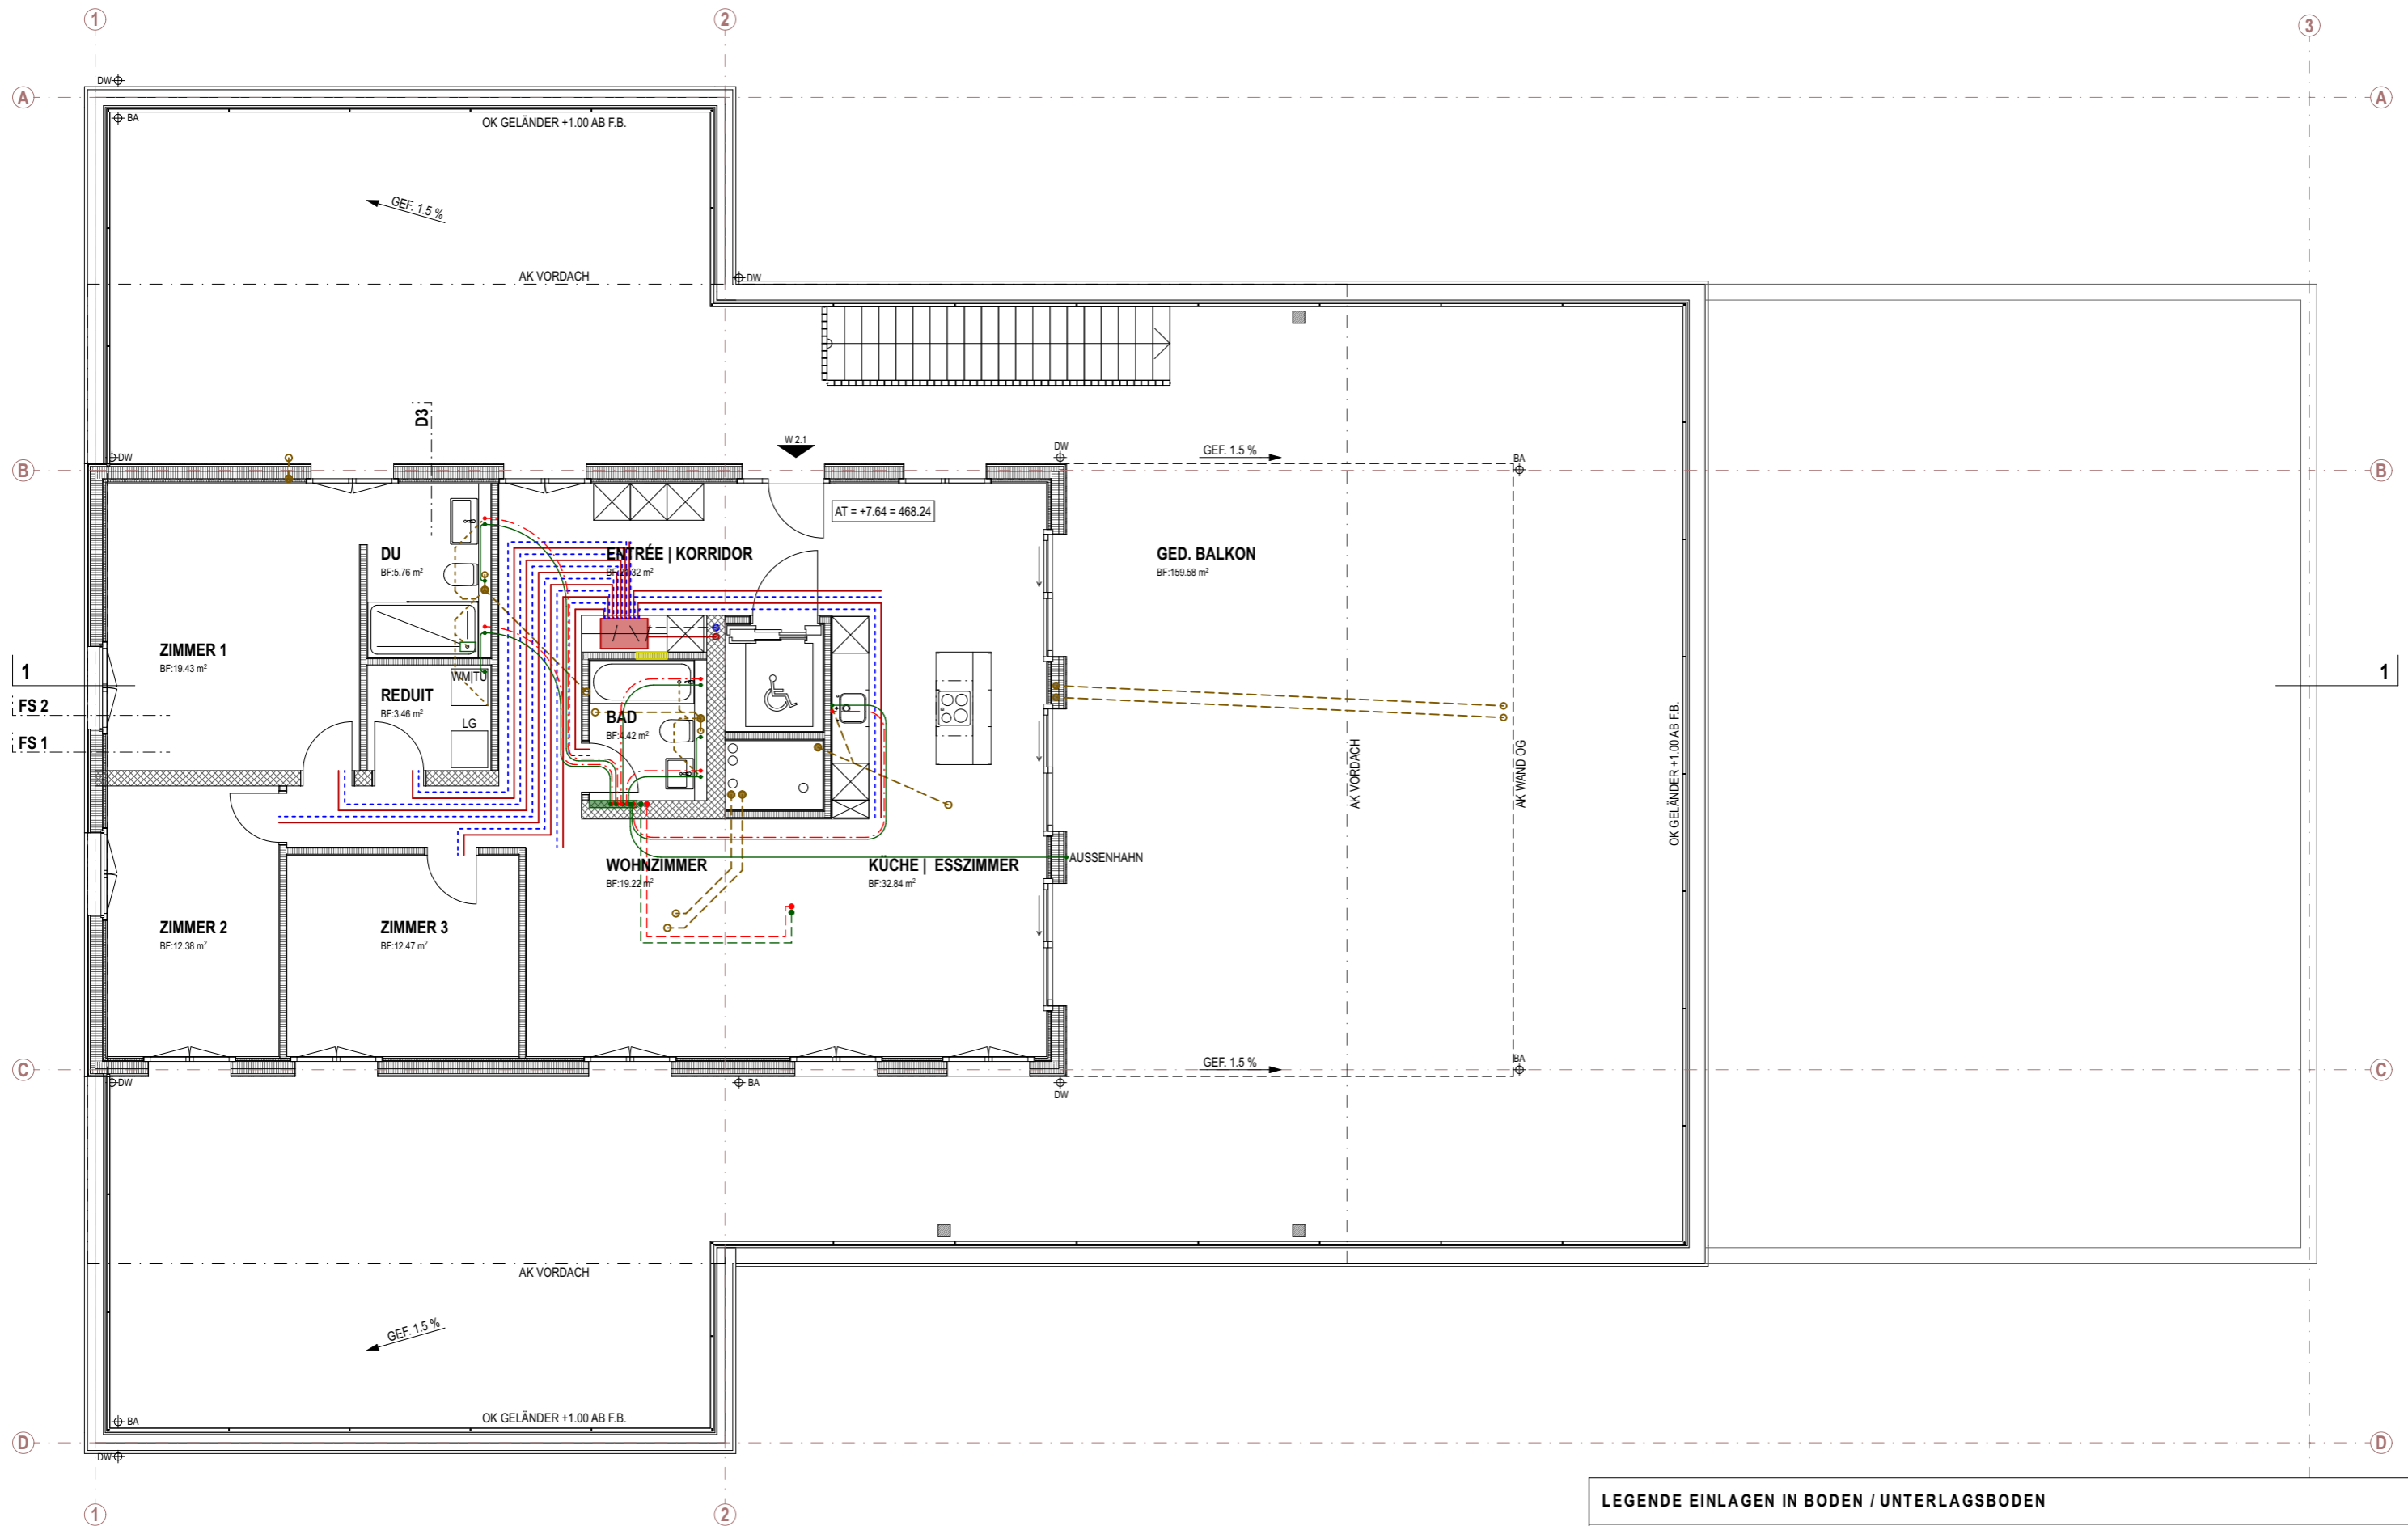 1
2
3
DW
A
A
BA
OK GELÄNDER +1.00 AB F.B.
GEF. 1.5 %
AK VORDACH
DW
D3
W 2.1
DW
DW
GEF. 1.5 %
BA
B
B
AT = +7.64 = 468.24
DU
BF:5.76 m²
ENTRÉE | KORRIDOR
GED. BALKON
BF:159.58 m²
ZIMMER 1
BF:19.43 m²
1
1
WM|TU
REDUIT
BF:3.46 m²
FS 2
LG
BAD
BF:4.42 m²
FS 1
AK VORDACH
AK WAND OG
OK GELÄNDER +1.00 AB F.B.
AUSSENHAHN
WOHNZIMMER
BF:19.22 m²
KÜCHE | ESSZIMMER
BF:32.84 m²
ZIMMER 2
BF:12.38 m²
ZIMMER 3
BF:12.47 m²
GEF. 1.5 %
BA
C
C
DW
BA
DW
AK VORDACH
GEF. 1.5 %
BA
OK GELÄNDER +1.00 AB F.B.
D
D
DW
LEGENDE EINLAGEN IN BODEN / UNTERLAGSBODEN
1
2